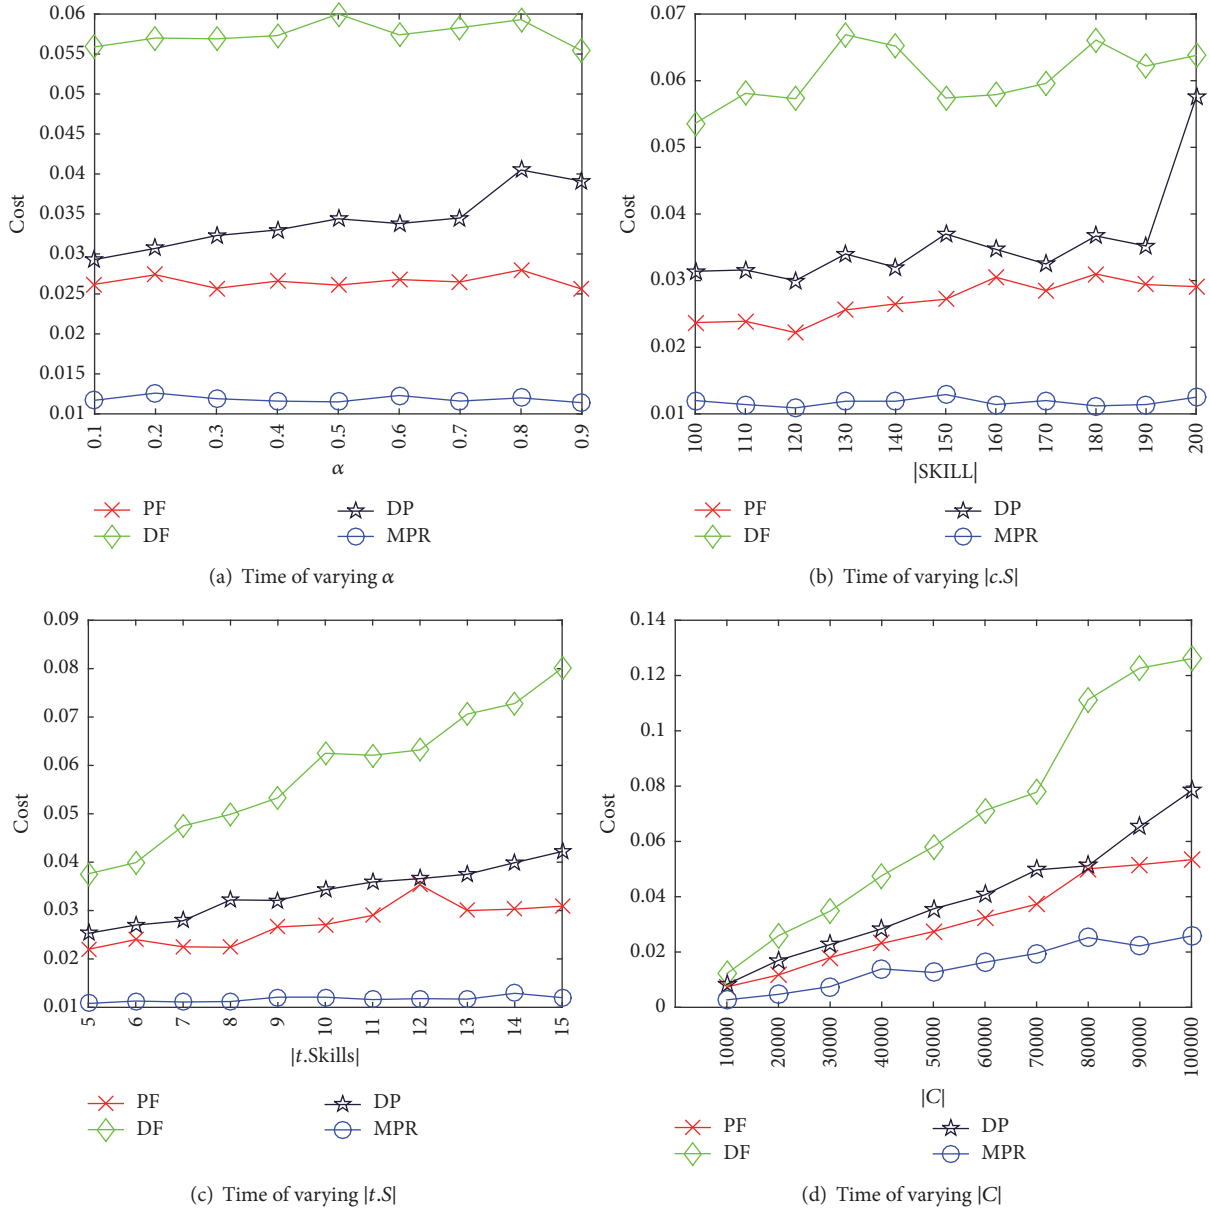 0.06
0.055
0.05
0.045
0.04
0.035
0.03
0.025
0.02
0.015
0.01
Cost
0.1 0.2 0.3 0.4 0.5 0.6 0.7 0.8 0.9
α
PF DP
DF MPR
(a) Time of varying α
0.07
0.06
0.05
0.04
0.03
0.02
0.01
Cost
100 110 120 130 140 150 160 170 180 190 200
|SKILL|
PF DP
DF MPR
(b) Time of varying |c.S|
0.09
0.08
0.07
0.06
0.05
0.04
0.03
0.02
0.01
Cost
5 6 7 8 9 10 11 12 13 14 15
|t.Skills|
PF DP
DF MPR
(c) Time of varying |t.S|
0.14
0.12
0.1
0.08
0.06
0.04
0.02
0
Cost
10000 20000 30000 40000 50000 60000 70000 80000 90000 100000
|C|
PF DP
DF MPR
(d) Time of varying |C|